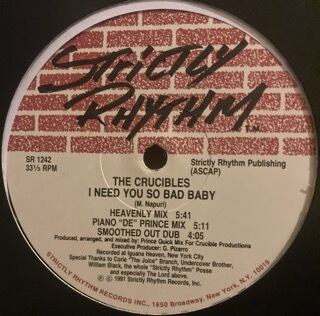 STRICTLY
RHYTHM T.M.
SR 1242
33⅓ RPM
Strictly Rhythm Publishing
(ASCAP)
THE CRUCIBLES
I NEED YOU SO BAD BABY
(M. Napuri)
HEAVENLY MIX 5:41
PIANO "DE" PRINCE MIX 5:11
SMOOTHED OUT DUB 4:05
Produced, arranged, and mixed by: Prince Quick Mix For Crucible Productions
Executive Producer: G. Pizarro
Recorded at Iguana Heaven, New York City
Special Thanks to Corie "The Juice" Branch, Undercover Brother,
William Black, the whole "Strictly Rhythm" Posse
and especially The Lord above.
Ⓟ © 1991 Strictly Rhythm Records Inc.
STRICTLY RHYTHM RECORDS INC., 1650 Broadway, New York, N.Y. 10019